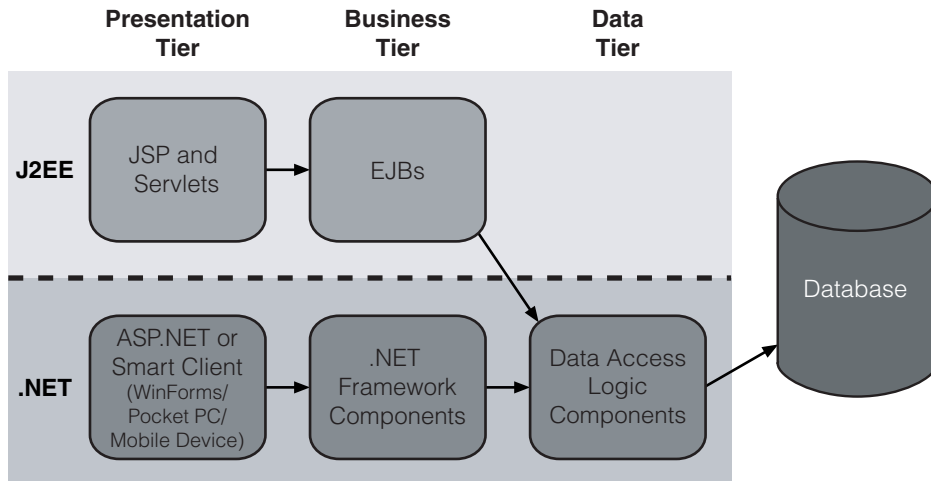 Presentation
Tier
Business
Tier
Data
Tier
J2EE
JSP and
Servlets
EJBs
Database
.NET
ASP.NET or
Smart Client
(WinForms/
Pocket PC/
Mobile Device)
.NET
Framework
Components
Data Access
Logic
Components